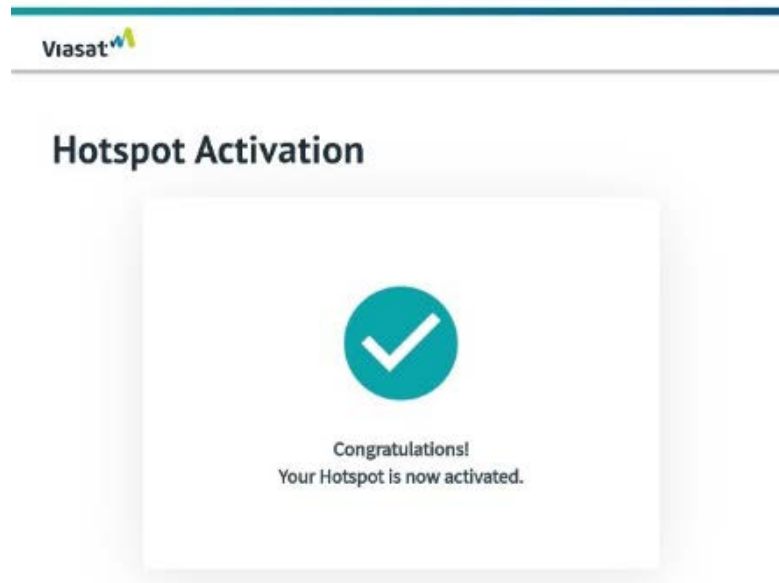 Viasat
Hotspot Activation
Congratulations!
Your Hotspot is now activated.